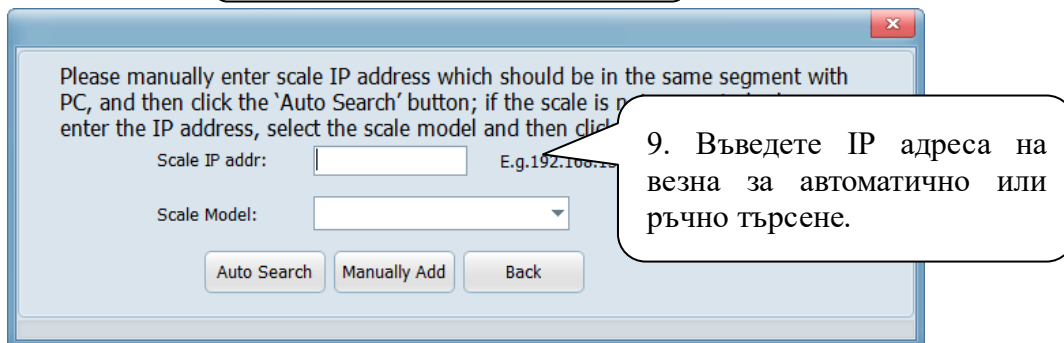 Please manually enter scale IP address which should be in the same segment with
PC, and then click the `Auto Search' button; if the scale is
enter the IP address, select the scale model and then click
Scale IP addr:
E.g.192.168.
9. Въведете IP адреса на
везна за автоматично или
ръчно търсене.
Scale Model:
Auto Search Manually Add Back